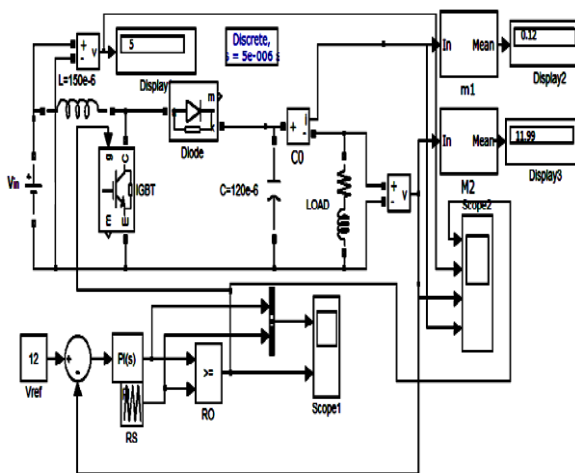 5
Display
Discrete,
s = 5e-006 s
In Mean
m1
0.12
Display2
L=150e-6
m
Diode
g C
E
IGBT
Vin
C=120e-6
i
C0
LOAD
v
In Mean
M2
11.99
Display3
Scope2
v
12
Vref
PI(s)
RS
>=
RO
Scope1